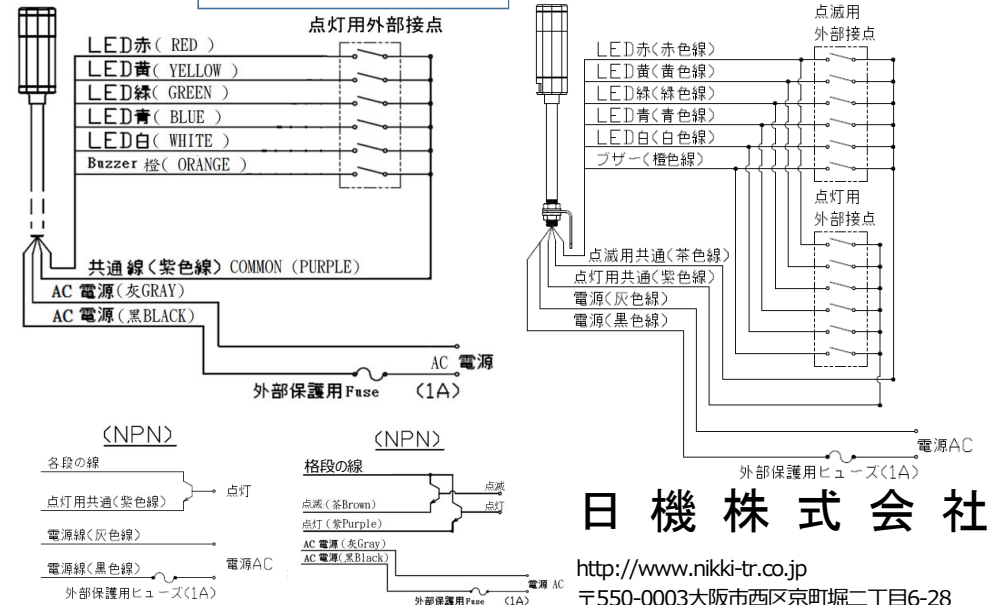 点灯用外部接点
LED赤( RED )
LED黄( YELLOW )
LED緑( GREEN )
LED青( BLUE )
LED白( WHITE )
Buzzer 橙( ORANGE )
共通線(紫色線) COMMON (PURPLE)
AC 電源(灰GRAY)
AC 電源(黒BLACK)
AC 電源
外部保護用Fuse (1A)
点滅用
外部接点
LED赤(赤色線)
LED黄(黄色線)
LED緑(緑色線)
LED青(青色線)
LED白(白色線)
ブザー(橙色線)
点灯用
外部接点
点滅用共通(茶色線)
点灯用共通(紫色線)
電源(灰色線)
電源(黒色線)
電源AC
外部保護用ヒューズ(1A)
(NPN)
各段の線
点灯用共通(紫色線)
点灯
電源線(灰色線)
電源AC
電源線(黒色線)
外部保護用ヒューズ(1A)
(NPN)
格段の線
点滅
点滅(茶Brown)
点灯
点灯(紫Purple)
AC 電源(灰Gray)
AC 電源(黒Black)
電源 AC
外部保護用Fuse (1A)
日機株式会社
http://www.nikki-tr.co.jp
〒550-0003大阪市西区京町堀二丁目6-28